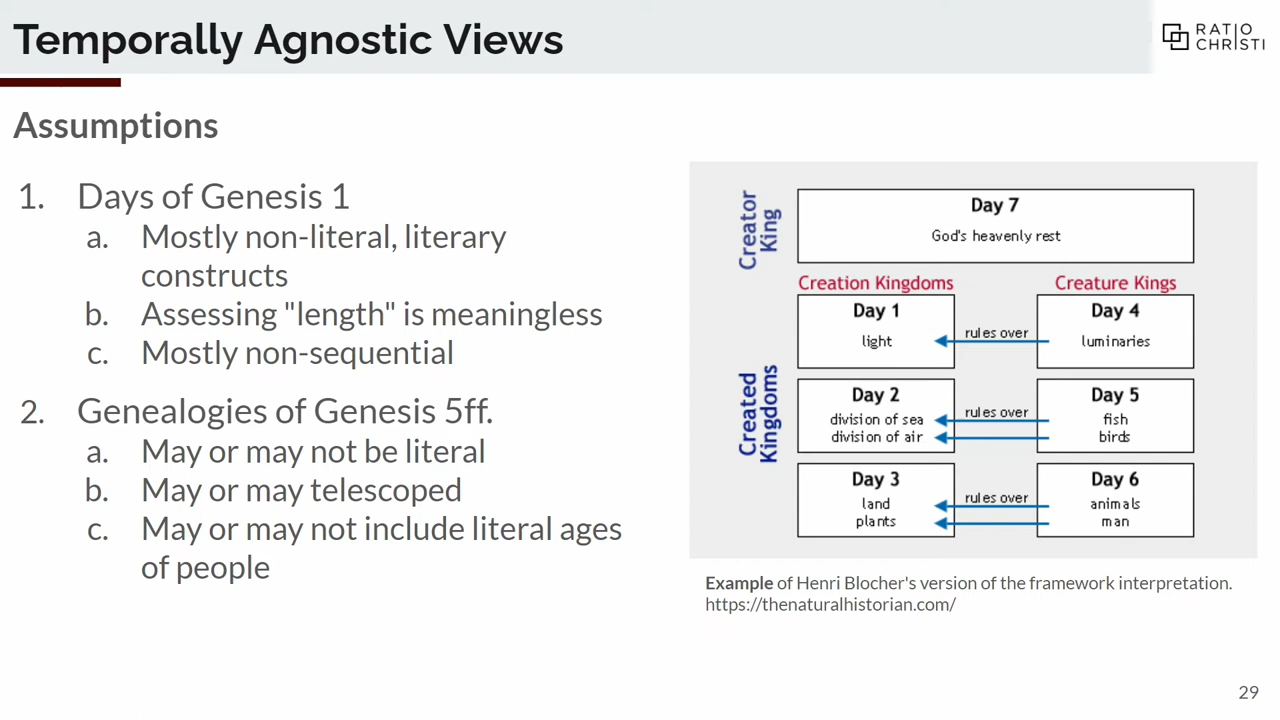 Temporally Agnostic Views
RATIO
CHRISTI
Assumptions
1. Days of Genesis 1
a. Mostly non-literal, literary
constructs
b. Assessing "length" is meaningless
c. Mostly non-sequential
2. Genealogies of Genesis 5ff.
a. May or may not be literal
b. May or may telescoped
c. May or may not include literal ages
of people
Creator
King
Day 7
God's heavenly rest
Creation Kingdoms
Creature Kings
Created
Kingdoms
Day 1
light
rules over
Day 4
luminaries
Day 2
division of sea
division of air
rules over
Day 5
fish
birds
Day 3
land
plants
rules over
Day 6
animals
man
Example of Henri Blocher's version of the framework interpretation.
https://thenaturalhistorian.com/
29